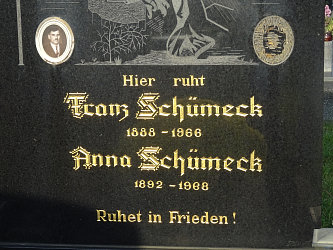 Hier ruht
Franz Schümeck
1888 - 1966
Anna Schümeck
1892 - 1968
Ruhet in Frieden!